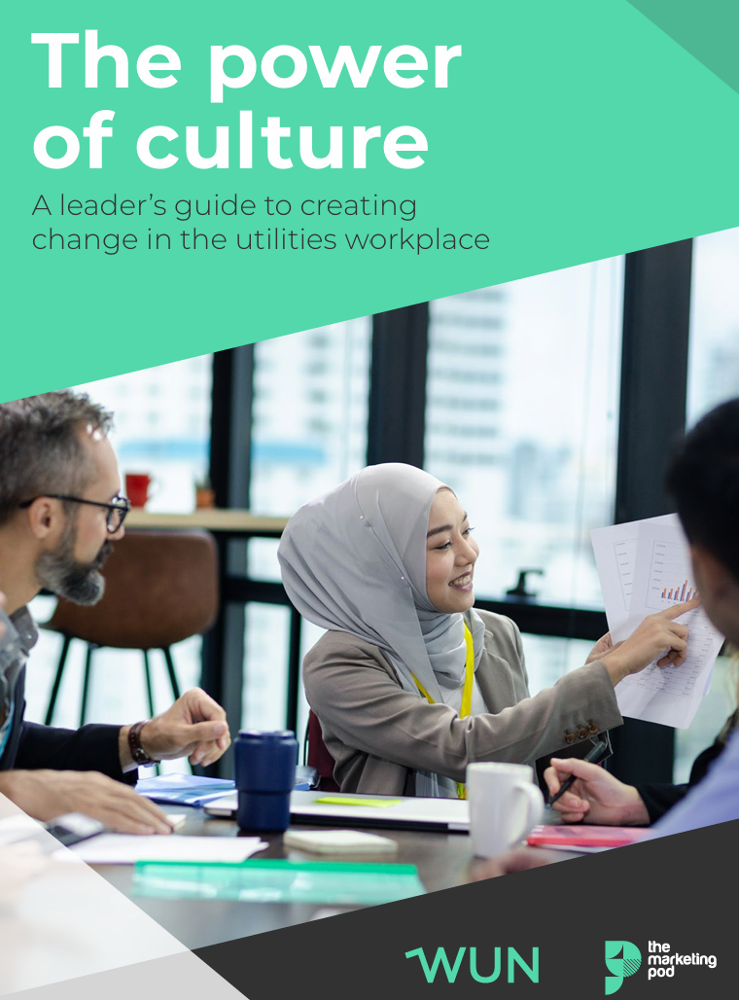 The power
of culture
A leader’s guide to creating
change in the utilities workplace
WUN
the
marketing
pod